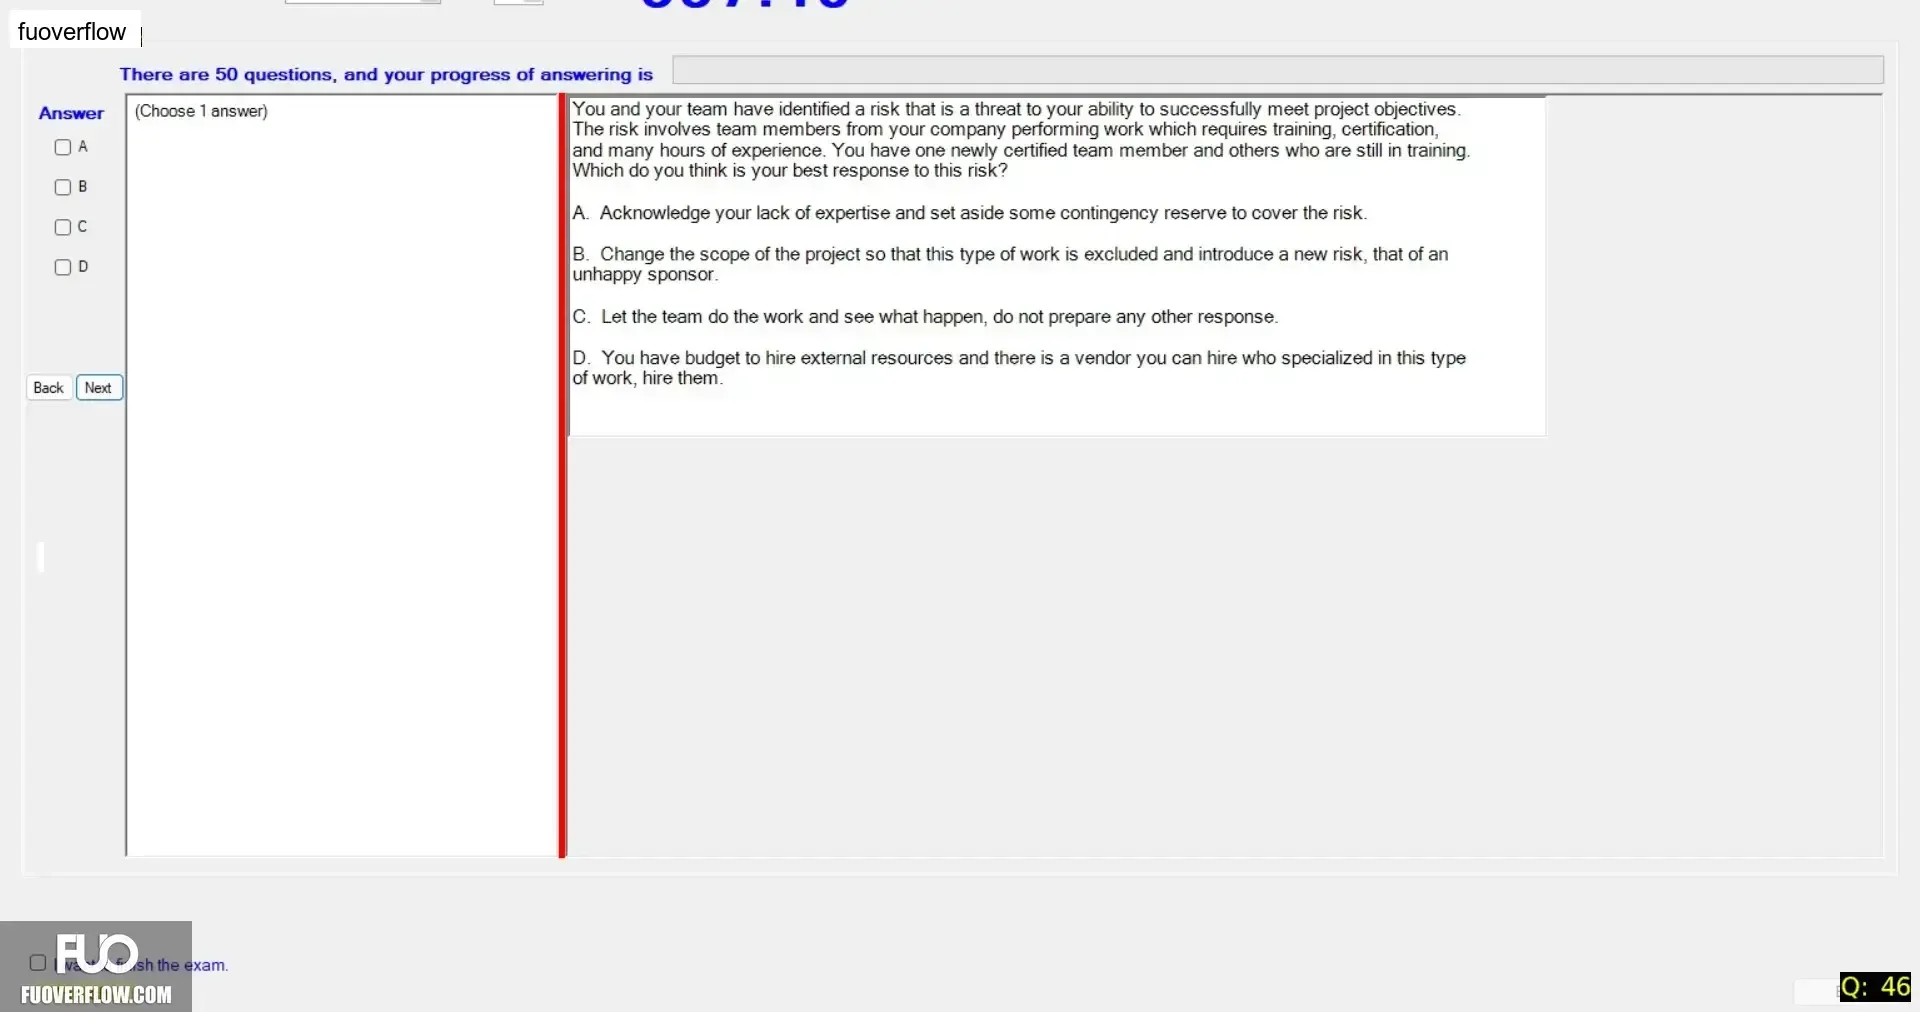 fuoverflow
There are 50 questions, and your progress of answering is
Answer
(Choose 1 answer)
A
B
C
D
Back
Next
You and your team have identified a risk that is a threat to your ability to successfully meet project objectives.
The risk involves team members from your company performing work which requires training, certification,
and many hours of experience. You have one newly certified team member and others who are still in training.
Which do you think is your best response to this risk?
A. Acknowledge your lack of expertise and set aside some contingency reserve to cover the risk.
B. Change the scope of the project so that this type of work is excluded and introduce a new risk, that of an
unhappy sponsor.
C. Let the team do the work and see what happen, do not prepare any other response.
D. You have budget to hire external resources and there is a vendor you can hire who specialized in this type
of work, hire them.
FUO
the exam.
FUOVERFLOW.COM
Q: 46